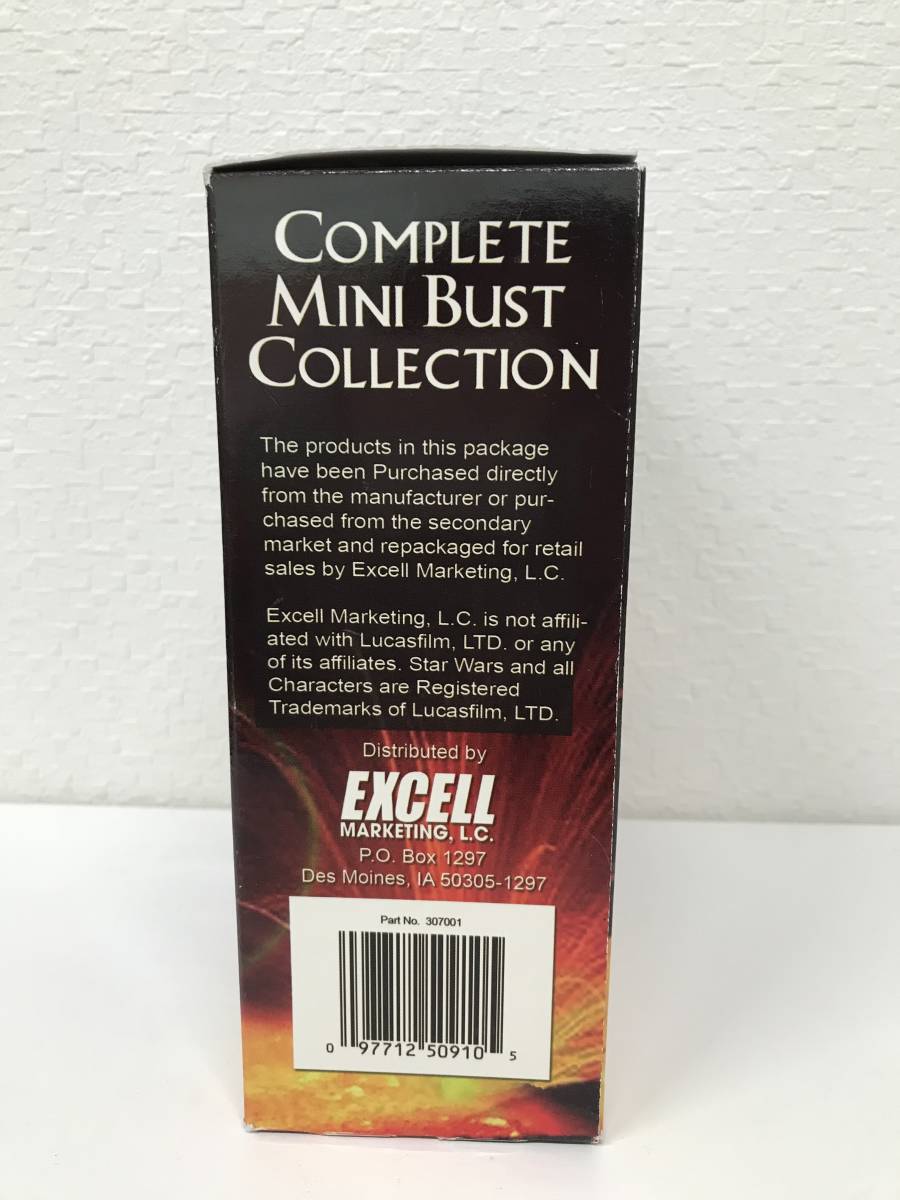 COMPLETE
MINI BUST
COLLECTION
The products in this package
have been Purchased directly
from the manufacturer or pur-
chased from the secondary
market and repackaged for retail
sales by Excell Marketing, L.C.
Excell Marketing, L.C. is not affili-
ated with Lucasfilm, LTD. or any
of its affiliates. Star Wars and all
Characters are Registered
Trademarks of Lucasfilm, LTD.
Distributed by
EXCELL
MARKETING, L.C.
P.O. Box 1297
Des Moines, IA 50305-1297
Part No. 307001
0 97712 50910 5